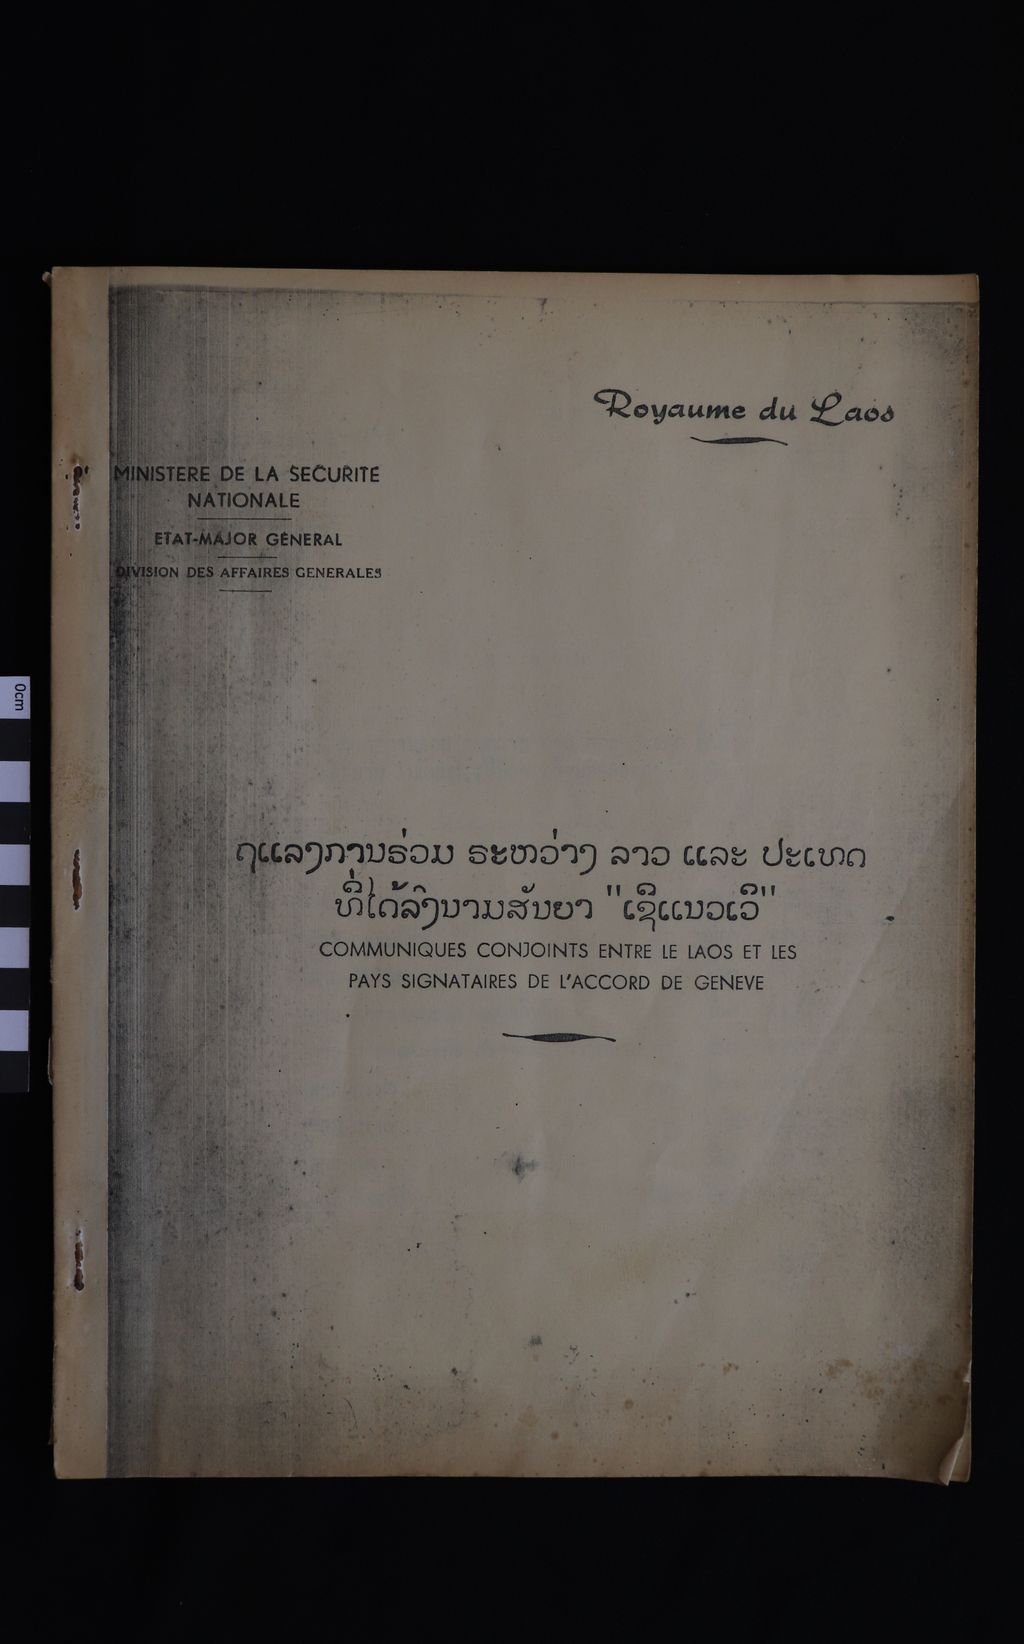 Royaume du Laos
MINISTERE DE LA SECURITE
NATIONALE
ETAT-MAJOR GENERAL
DIVISION DES AFFAIRES GENERALES
ຖແລງການຮ່ວມ ຣະຫວ່າງ ລາວ ແລະ ປະເທດ
ທີ່ໄດ້ລົງນາມສັນຍາ "ເຊີແນວເວີ"
COMMUNIQUES CONJOINTS ENTRE LE LAOS ET LES
PAYS SIGNATAIRES DE L'ACCORD DE GENEVE
0cm